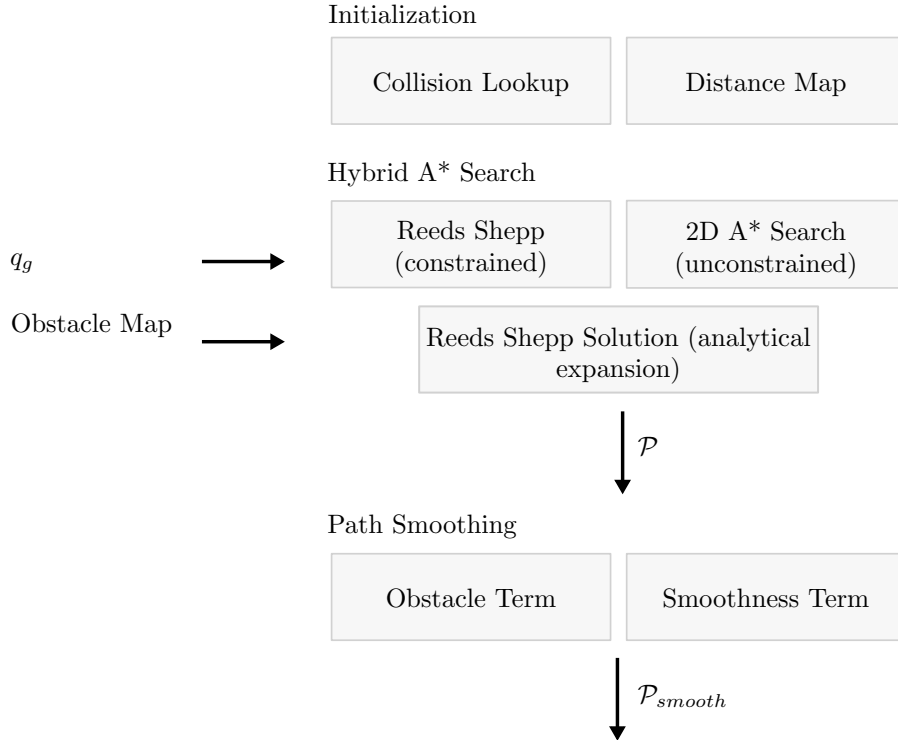 Initialization
Collision Lookup
Distance Map
Hybrid A* Search
Reeds Shepp
(constrained)
2D A* Search
(unconstrained)
q_g
Obstacle Map
Reeds Shepp Solution (analytical
expansion)
𝒫
Path Smoothing
Obstacle Term
Smoothness Term
𝒫_smooth